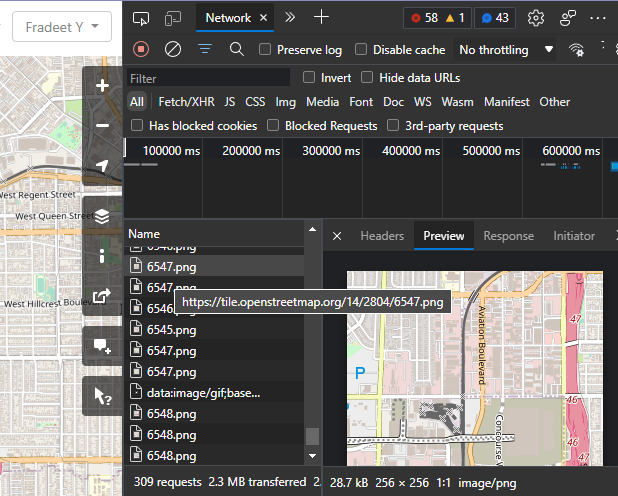 Fradeet Y
Network
58
1
43
Preserve log
Disable cache
No throttling
Filter
Invert
Hide data URLs
All
Fetch/XHR
JS
CSS
Img
Media
Font
Doc
WS
Wasm
Manifest
Other
Has blocked cookies
Blocked Requests
3rd-party requests
100000 ms
200000 ms
300000 ms
400000 ms
500000 ms
600000 ms
West Regent Street
West Queen Street
West Hillcrest Boulevard
Name
6547.png
6547.png
https://tile.openstreetmap.org/14/2804/6547.png
6546.png
6545.png
6547.png
6547.png
data:image/gif;base...
6548.png
6548.png
6548.png
309 requests
2.3 MB transferred
2.
Headers
Preview
Response
Initiator
Aviation Boulevard
P
47
47
46
46
45
Concourse W
28.7 kB
256 × 256
1:1
image/png